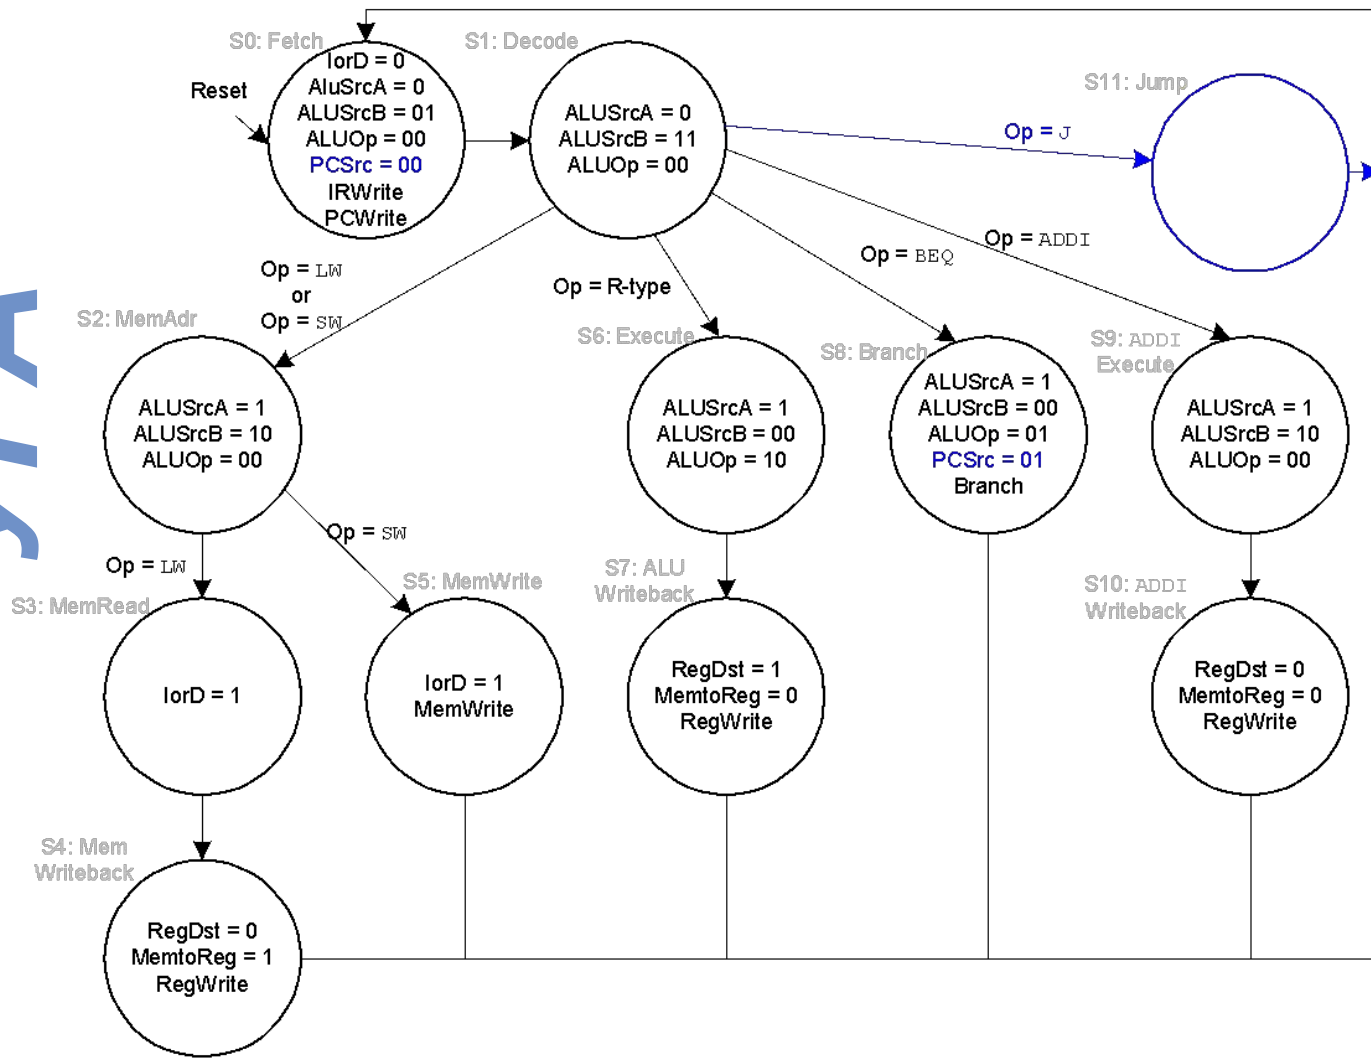 S0: Fetch
IorD = 0
AluSrcA = 0
ALUSrcB = 01
ALUOp = 00
PCSrc = 00
IRWrite
PCWrite
Reset
S1: Decode
ALUSrcA = 0
ALUSrcB = 11
ALUOp = 00
S11: Jump
Op = J
Op = ADDI
Op = BEQ
Op = R-type
Op = LW
or
Op = SW
S2: MemAdr
ALUSrcA = 1
ALUSrcB = 10
ALUOp = 00
S6: Execute
ALUSrcA = 1
ALUSrcB = 00
ALUOp = 10
S8: Branch
ALUSrcA = 1
ALUSrcB = 00
ALUOp = 01
PCSrc = 01
Branch
S9: ADDI
Execute
ALUSrcA = 1
ALUSrcB = 10
ALUOp = 00
Op = LW
Op = SW
S3: MemRead
IorD = 1
S5: MemWrite
IorD = 1
MemWrite
S7: ALU
Writeback
RegDst = 1
MemtoReg = 0
RegWrite
S10: ADDI
Writeback
RegDst = 0
MemtoReg = 0
RegWrite
S4: Mem
Writeback
RegDst = 0
MemtoReg = 1
RegWrite